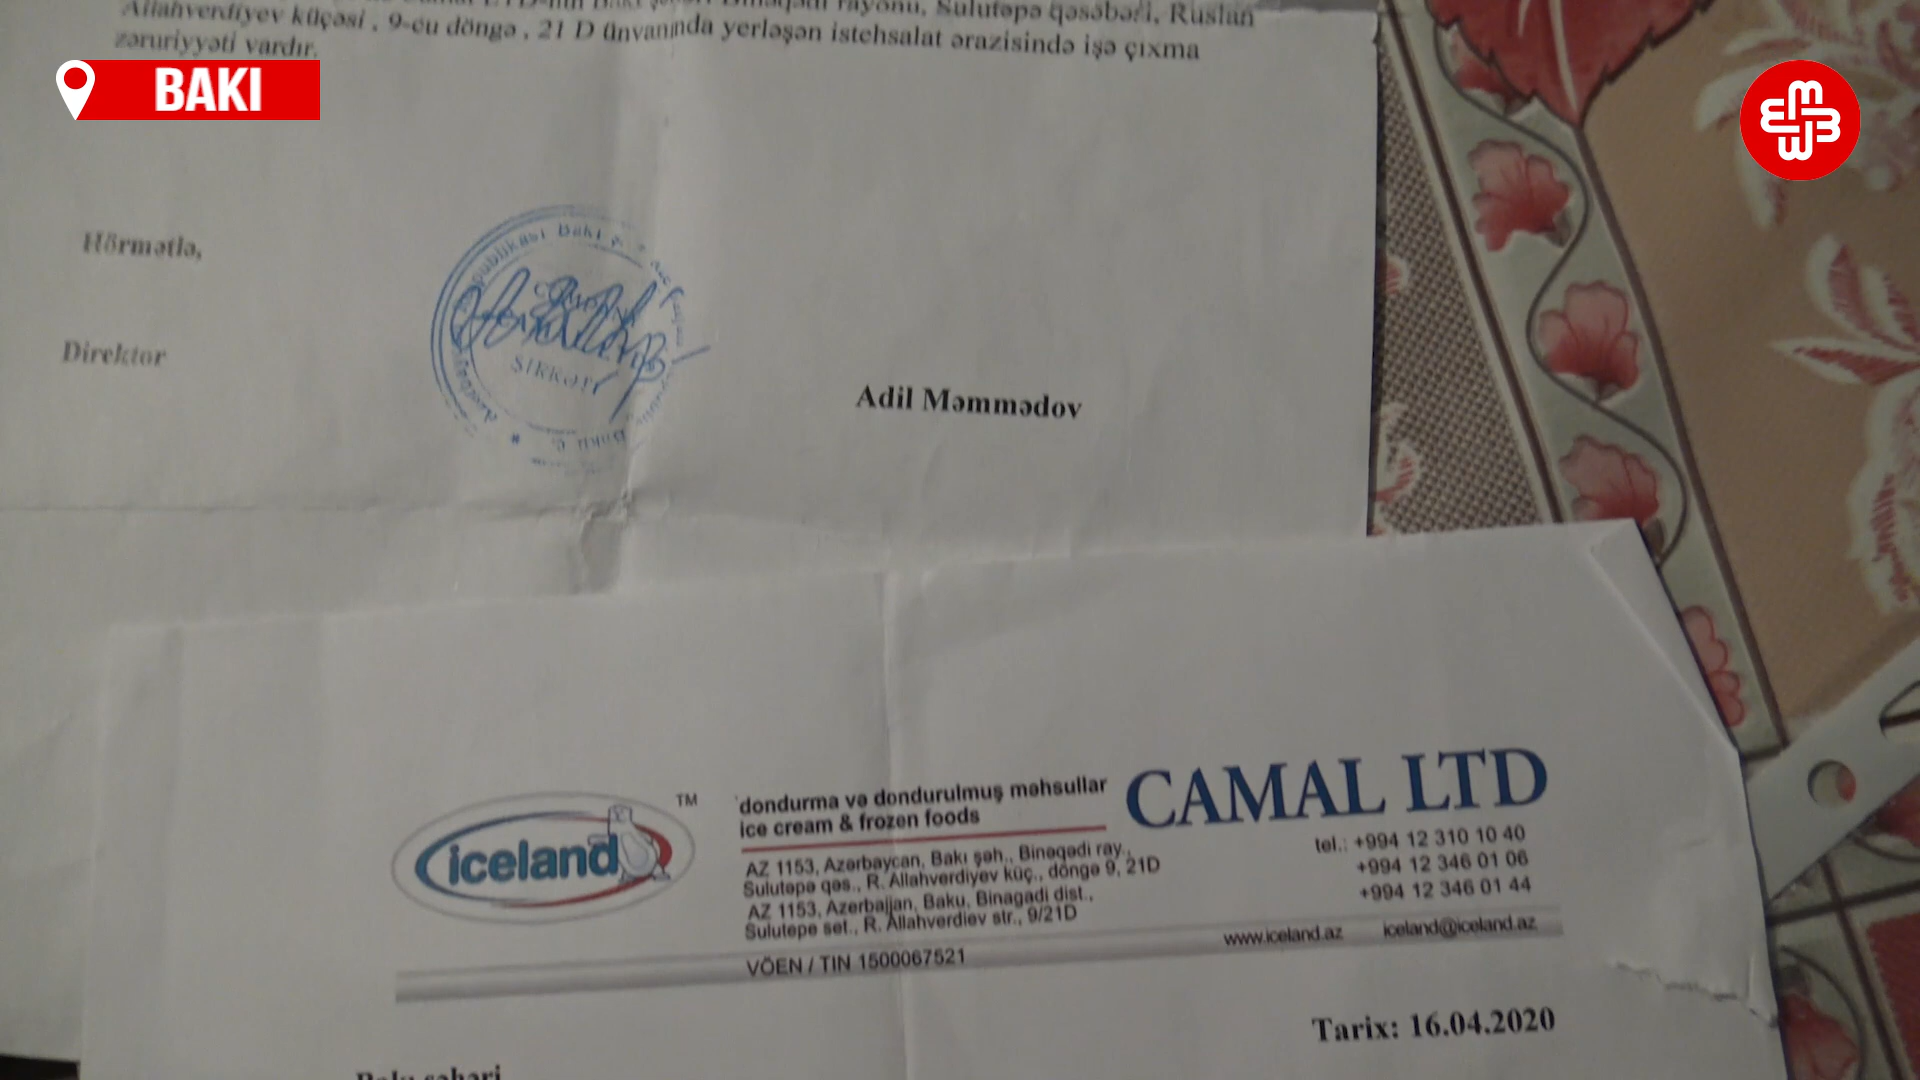 rayonu, Sulutəpə qəsəbəsi, Ruslan
Allahverdiyev küçəsi , 9-cu döngə , 21 D ünvanında yerləşən istehsalat ərazisində işə çıxma
zəruriyyəti vardır.
BAKI
Hörmətlə,
Direktor
Adil Məmmədov
iceland
TM
dondurma və dondurulmuş məhsullar
ice cream & frozen foods
CAMAL LTD
AZ 1153, Azərbaycan, Bakı şəh., Binəqədi ray.,
Sulutəpə qəs., R. Allahverdiyev küç., döngə 9, 21D
AZ 1153, Azerbaijan, Baku, Binagadi dist.,
Sulutepe set., R. Allahverdiev str., 9/21D
tel.: +994 12 310 10 40
+994 12 346 01 06
+994 12 346 01 44
www.iceland.az iceland@iceland.az
VÖEN / TIN 1500067521
Tarix: 16.04.2020